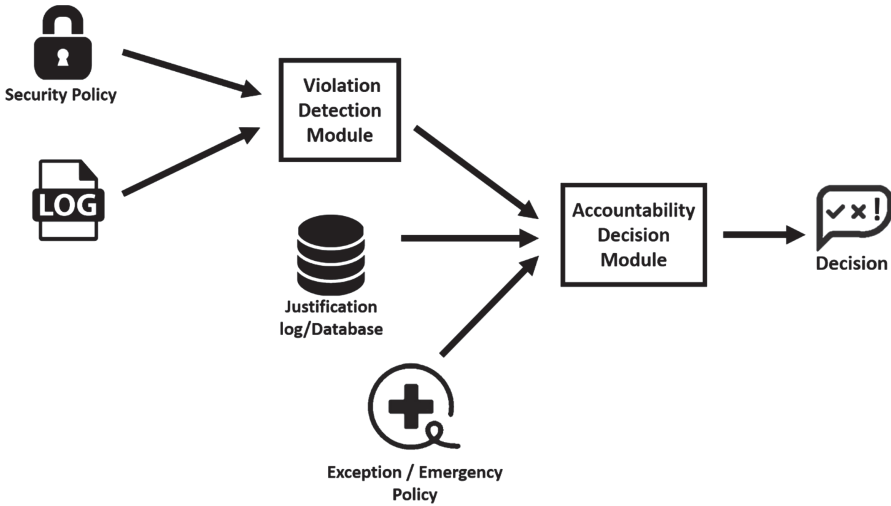 Security Policy
LOG
Violation
Detection
Module
Justification
log/Database
Exception / Emergency
Policy
Accountability
Decision
Module
Decision